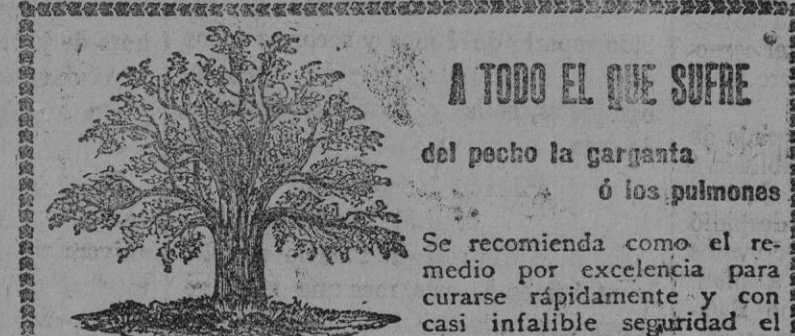 A TODO EL QUE SUFRE
del pecho la garganta
ó los pulmones
Se recomienda como el re-
medio por excelencia para
curarse rápidamente y con
casi infalible seguridad el